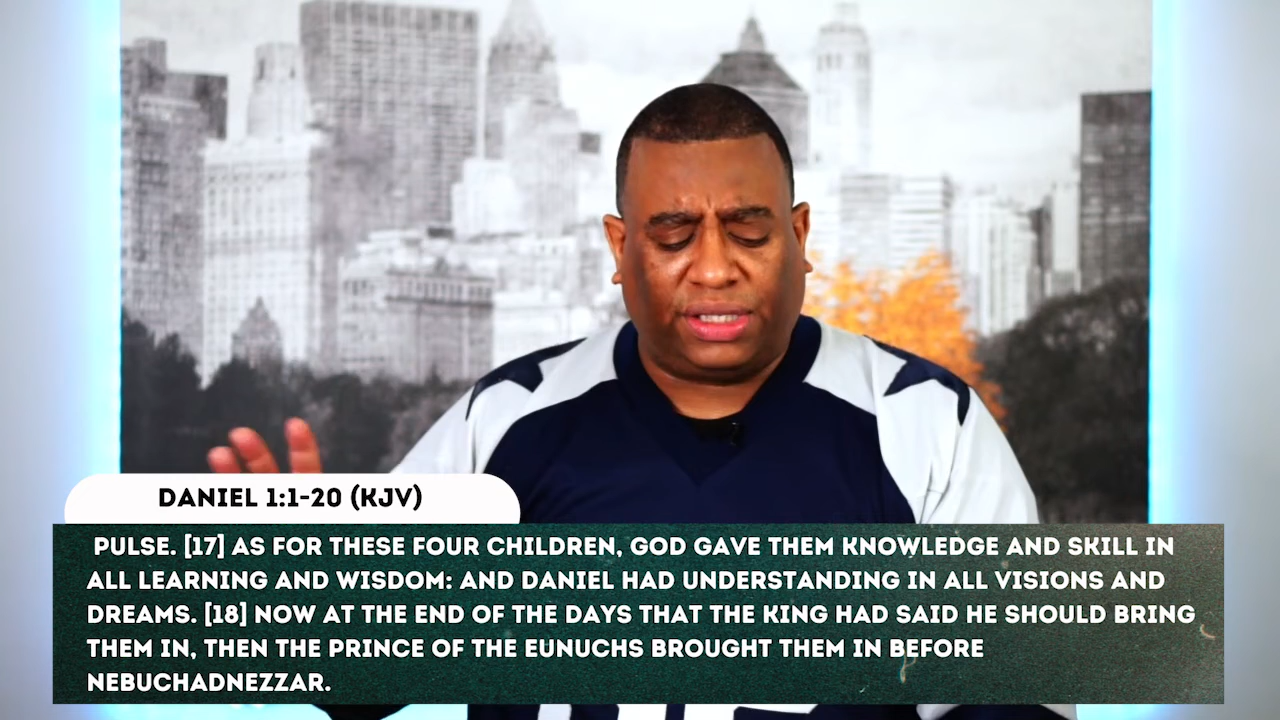 DANIEL 1:1-20 (KJV)
PULSE. [17] AS FOR THESE FOUR CHILDREN, GOD GAVE THEM KNOWLEDGE AND SKILL IN
ALL LEARNING AND WISDOM: AND DANIEL HAD UNDERSTANDING IN ALL VISIONS AND
DREAMS. [18] NOW AT THE END OF THE DAYS THAT THE KING HAD SAID HE SHOULD BRING
THEM IN, THEN THE PRINCE OF THE EUNUCHS BROUGHT THEM IN BEFORE
NEBUCHADNEZZAR.